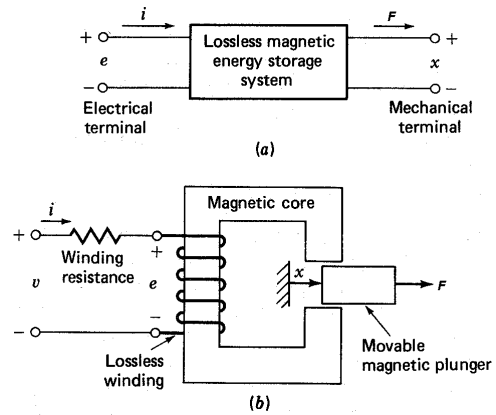 i
F
+
+
Lossless magnetic
energy storage
system
e
x
−
−
Electrical
terminal
Mechanical
terminal
(a)
Magnetic core
i
+
+
Winding
resistance
v
e
x
F
−
−
Lossless
winding
Movable
magnetic plunger
(b)